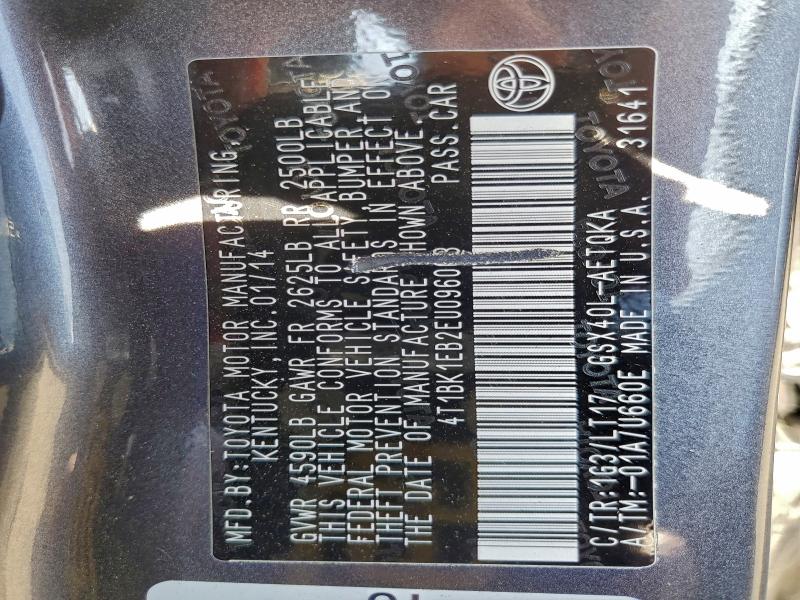 MFD.BY:TOYOTA MOTOR MANUFACTURING,
KENTUCKY, INC. 01/14
GVWR 4590LB GAWR FR 2625LB RR 2500LB
THIS VEHICLE CONFORMS TO ALL APPLICABLE
FEDERAL MOTOR VEHICLE SAFETY, BUMPER, AND
THEFT PREVENTION STANDARDS IN EFFECT ON
THE DATE OF MANUFACTURE SHOWN ABOVE.
PASS.CAR
C/TR:1G3/LT17/ GSX40L-AETQKA
A/TM:-01A/U660E MADE IN U.S.A. 31641
TOYOTA